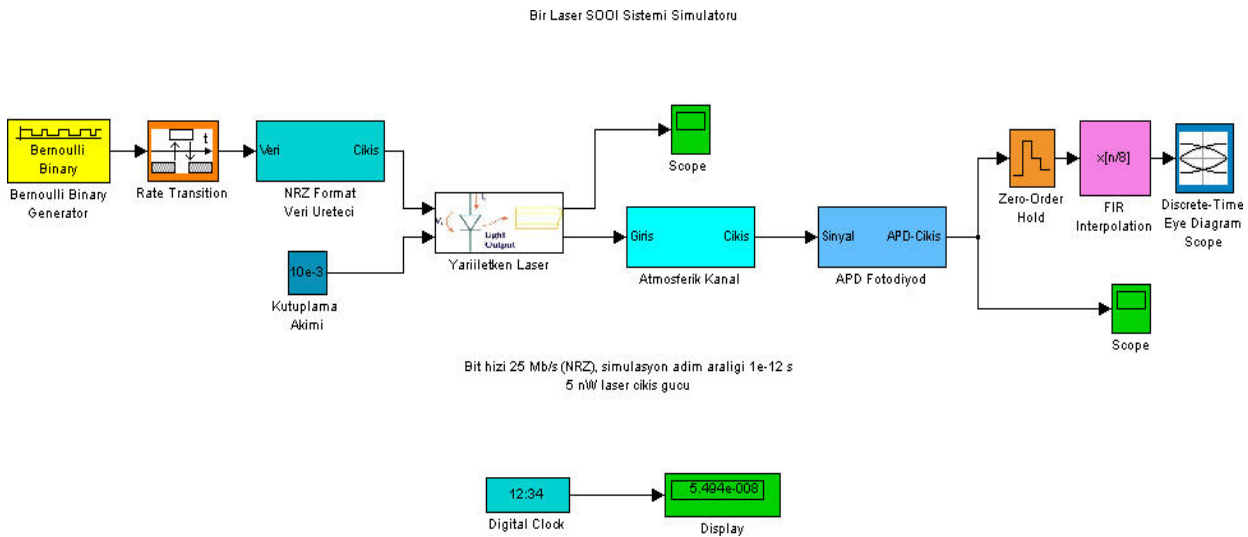 Bir Laser SOOI Sistemi Simulatoru
Bernoulli
Binary
Bernoulli Binary
Generator
t
Rate Transition
Veri
Cikis
NRZ Format
Veri Ureteci
10e-3
Kutuplama
Akimi
Light
Output
Yariiletken Laser
Scope
Giris
Cikis
Atmosferik Kanal
Sinyal
APD-Cikis
APD Fotodiyod
Zero-Order
Hold
x[n/8]
FIR
Interpolation
Discrete-Time
Eye Diagram
Scope
Scope
Bit hizi 25 Mb/s (NRZ), simulasyon adim araligi 1e-12 s
5 nW laser cikis gucu
12:34
Digital Clock
5.494e-008
Display